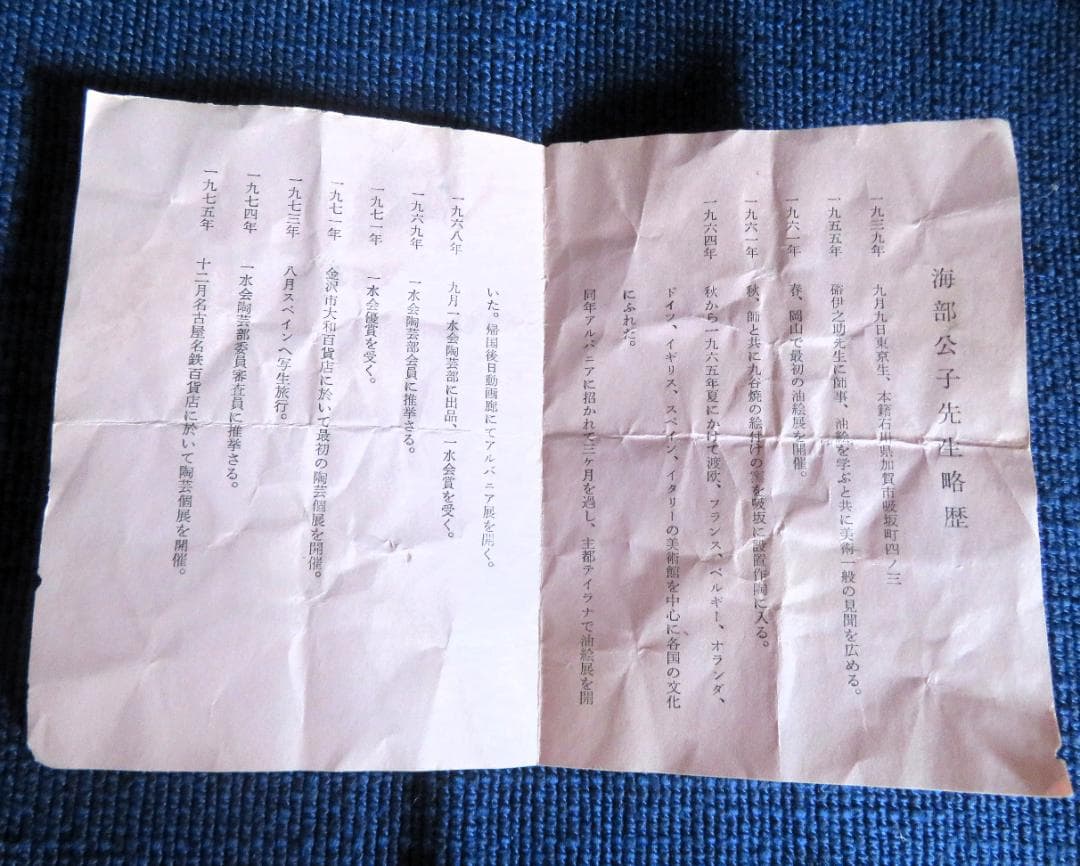 海部公子先生略歴
一九三九年 九月九日東京生、本籍石川県加賀市吸坂町四ノ三
一九五五年 硲伊之助先生に師事、油絵を学ぶと共に美術一般の見聞を広める。
一九六一年 春、岡山で最初の油絵展を開催。
一九六一年 秋、師と共に九谷焼の絵付けの窯を吸坂に設置作陶に入る。
一九六四年 秋から一九六五年夏にかけて渡欧、フランス、ベルギー、オランダ、
ドイツ、イギリス、スペイン、イタリーの美術館を中心に各国の文化
にふれた。
同年アルバニアに招かれて三ケ月を過し、主都テイラナで油絵展を開
いた。帰国後日動画廊にてアルバニア展を開く。
一九六八年 九月一水会陶芸部に出品、一水会賞を受く。
一九六九年 一水会陶芸部会員に推挙さる。
一九七一年 一水会優賞を受く。
一九七一年 金沢市大和百貨店に於いて最初の陶芸個展を開催。
一九七三年 八月スペインへ写生旅行。
一九七四年 一水会陶芸部委員審査員に推挙さる。
一九七五年 十二月名古屋名鉄百貨店に於いて陶芸個展を開催。